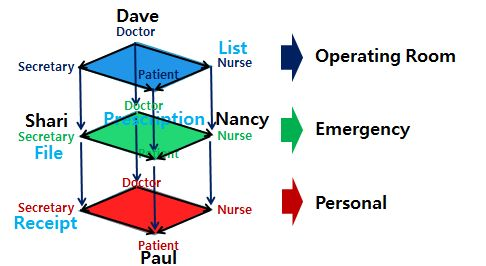 Dave
Doctor
List
Secretary
Nurse
Patient
Operating Room
Shari
Doctor
Prescription
Nancy
Secretary
Nurse
File
Patient
Emergency
Doctor
Secretary
Nurse
Receipt
Patient
Paul
Personal